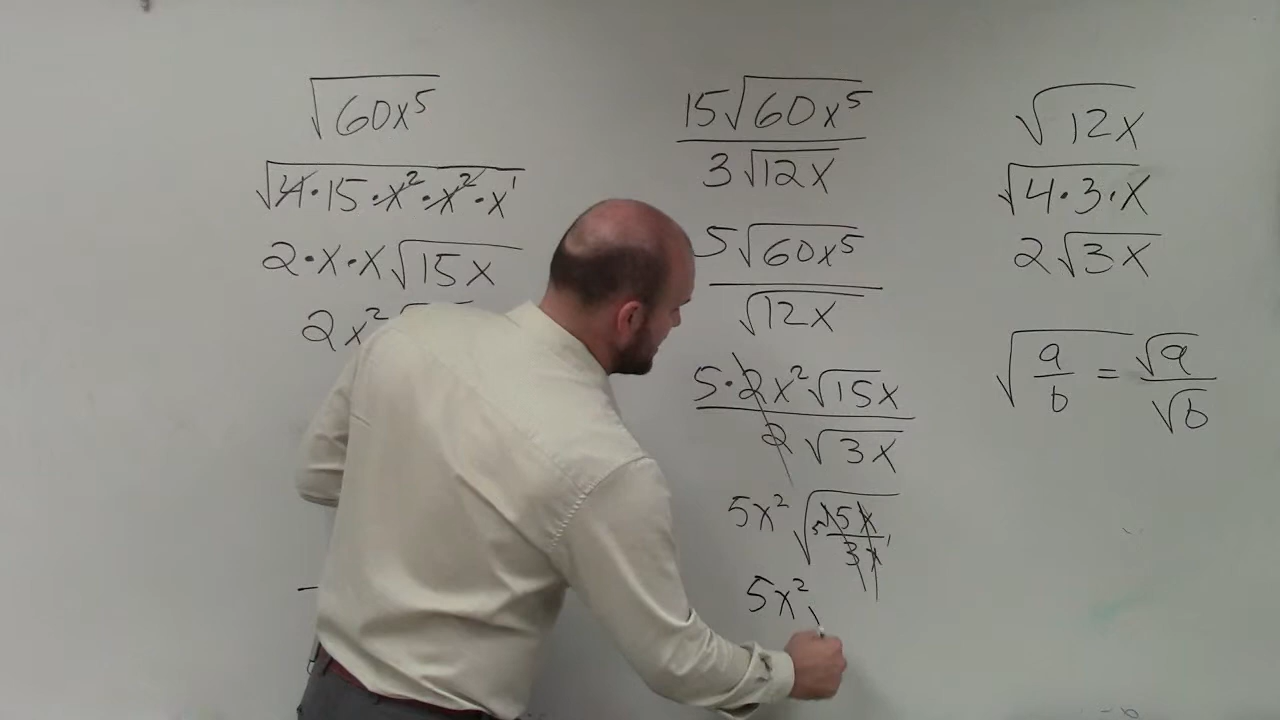 √60x⁵
√4·15·x²·x²·x¹
2·x·x√15x
2x²
15√60x⁵
3√12x
5√60x⁵
√12x
5·2x²√15x
2√3x
5x²√15x
3x
5x²
√12x
√4·3·x
2√3x
√a/b = √a/√b